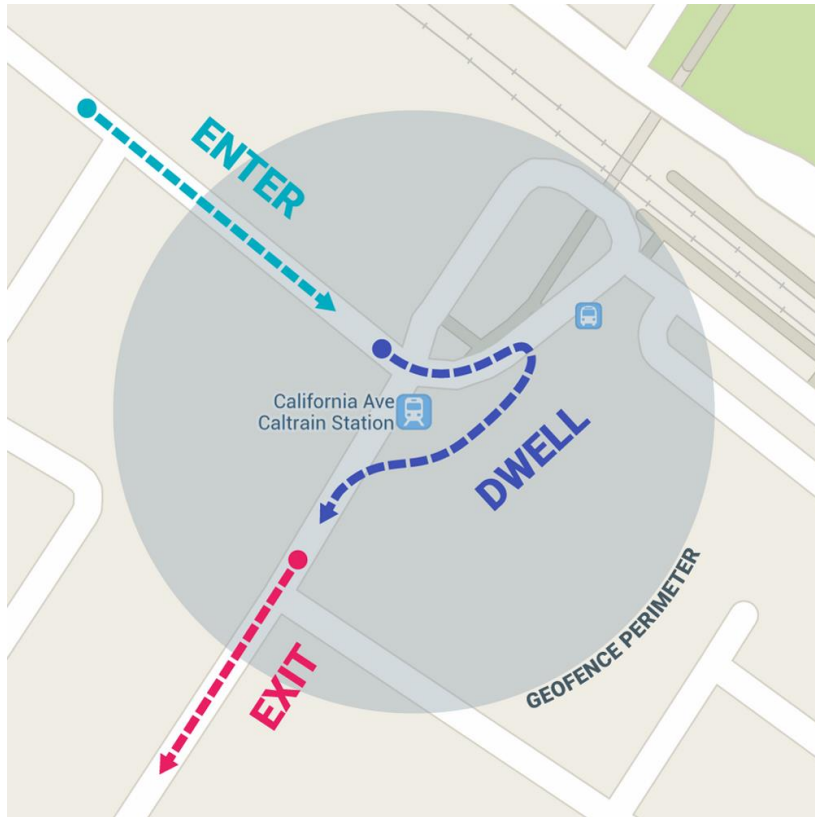 ENTER
California Ave
Caltrain Station
DWELL
GEOFENCE PERIMETER
EXIT